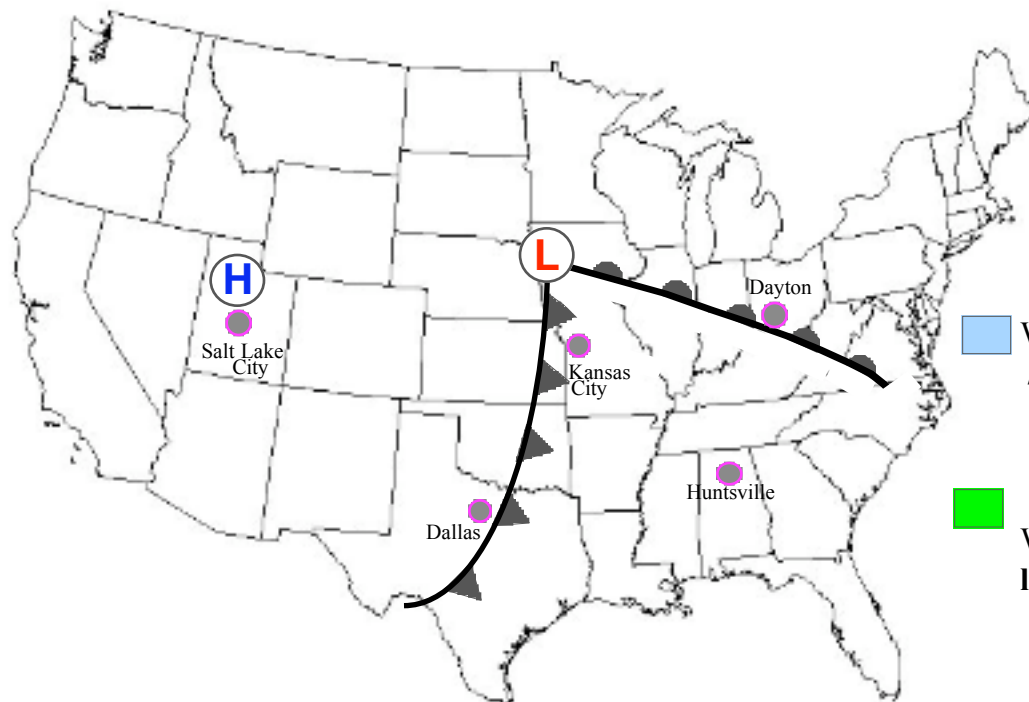 L
H
Dayton
Salt Lake
City
Kansas
City
Huntsville
Dallas